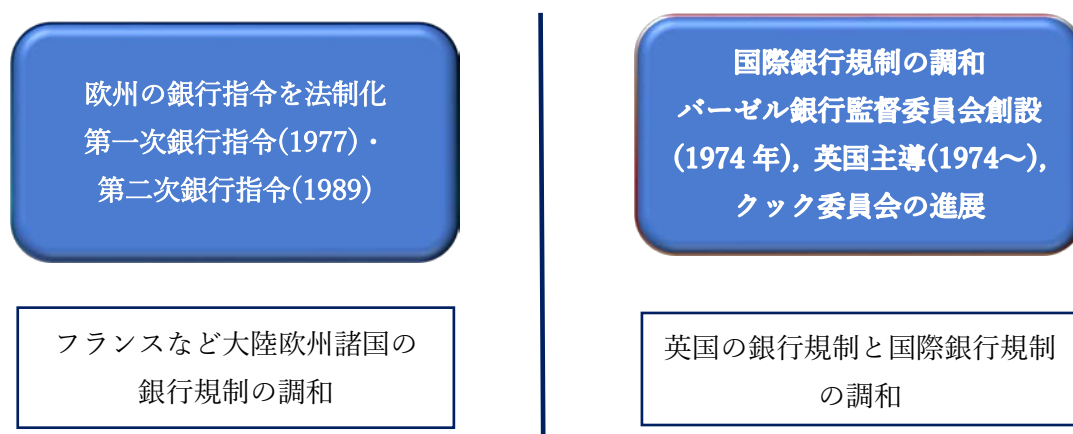 欧州の銀行指令を法制化
第一次銀行指令(1977)・
第二次銀行指令(1989)
フランスなど大陸欧州諸国の
銀行規制の調和
国際銀行規制の調和
バーゼル銀行監督委員会創設
(1974 年), 英国主導(1974～),
クック委員会の進展
英国の銀行規制と国際銀行規制
の調和